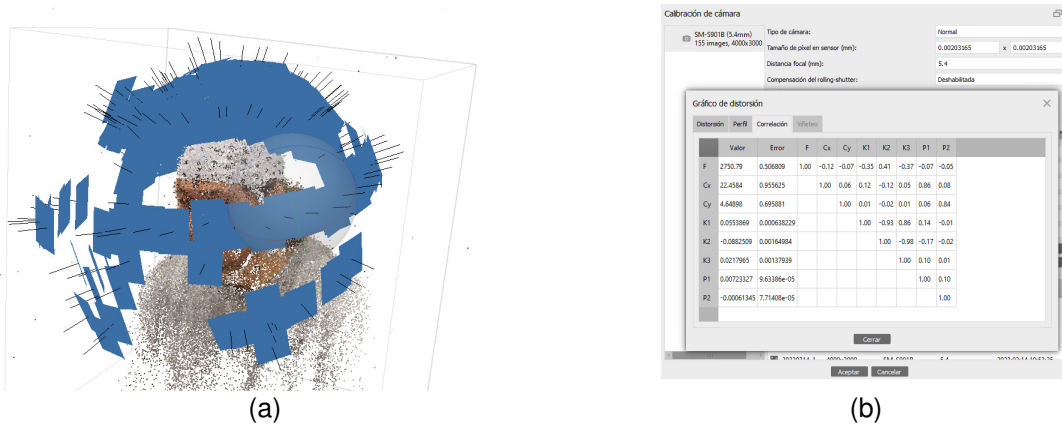 Calibración de cámara
SM-S901B (5.4mm)
155 images, 4000x3000
Tipo de cámara: Normal
Tamaño de pixel en sensor (mm): 0.00203165 x 0.00203165
Distancia focal (mm): 5.4
Compensación del rolling-shutter: Deshabilitada
Gráfico de distorsión
Distorsión Perfil Correlación Viñeteo
Valor Error F Cx Cy K1 K2 K3 P1 P2
F 2750.79 0.506809 1.00 -0.12 -0.07 -0.35 0.41 -0.37 -0.07 -0.05
Cx 22.4584 0.955625 1.00 0.06 0.12 -0.12 0.05 0.86 0.08
Cy 4.64898 0.695881 1.00 0.01 -0.02 0.01 0.06 0.84
K1 0.0553869 0.000638229 1.00 -0.93 0.86 0.14 -0.01
K2 -0.0882509 0.00164984 1.00 -0.98 -0.17 -0.02
K3 0.0217965 0.00137939 1.00 0.10 0.01
P1 0.00723327 9.63386e-05 1.00 0.10
P2 -0.00061345 7.71408e-05 1.00
Cerrar
Aceptar Cancelar
(a) (b)